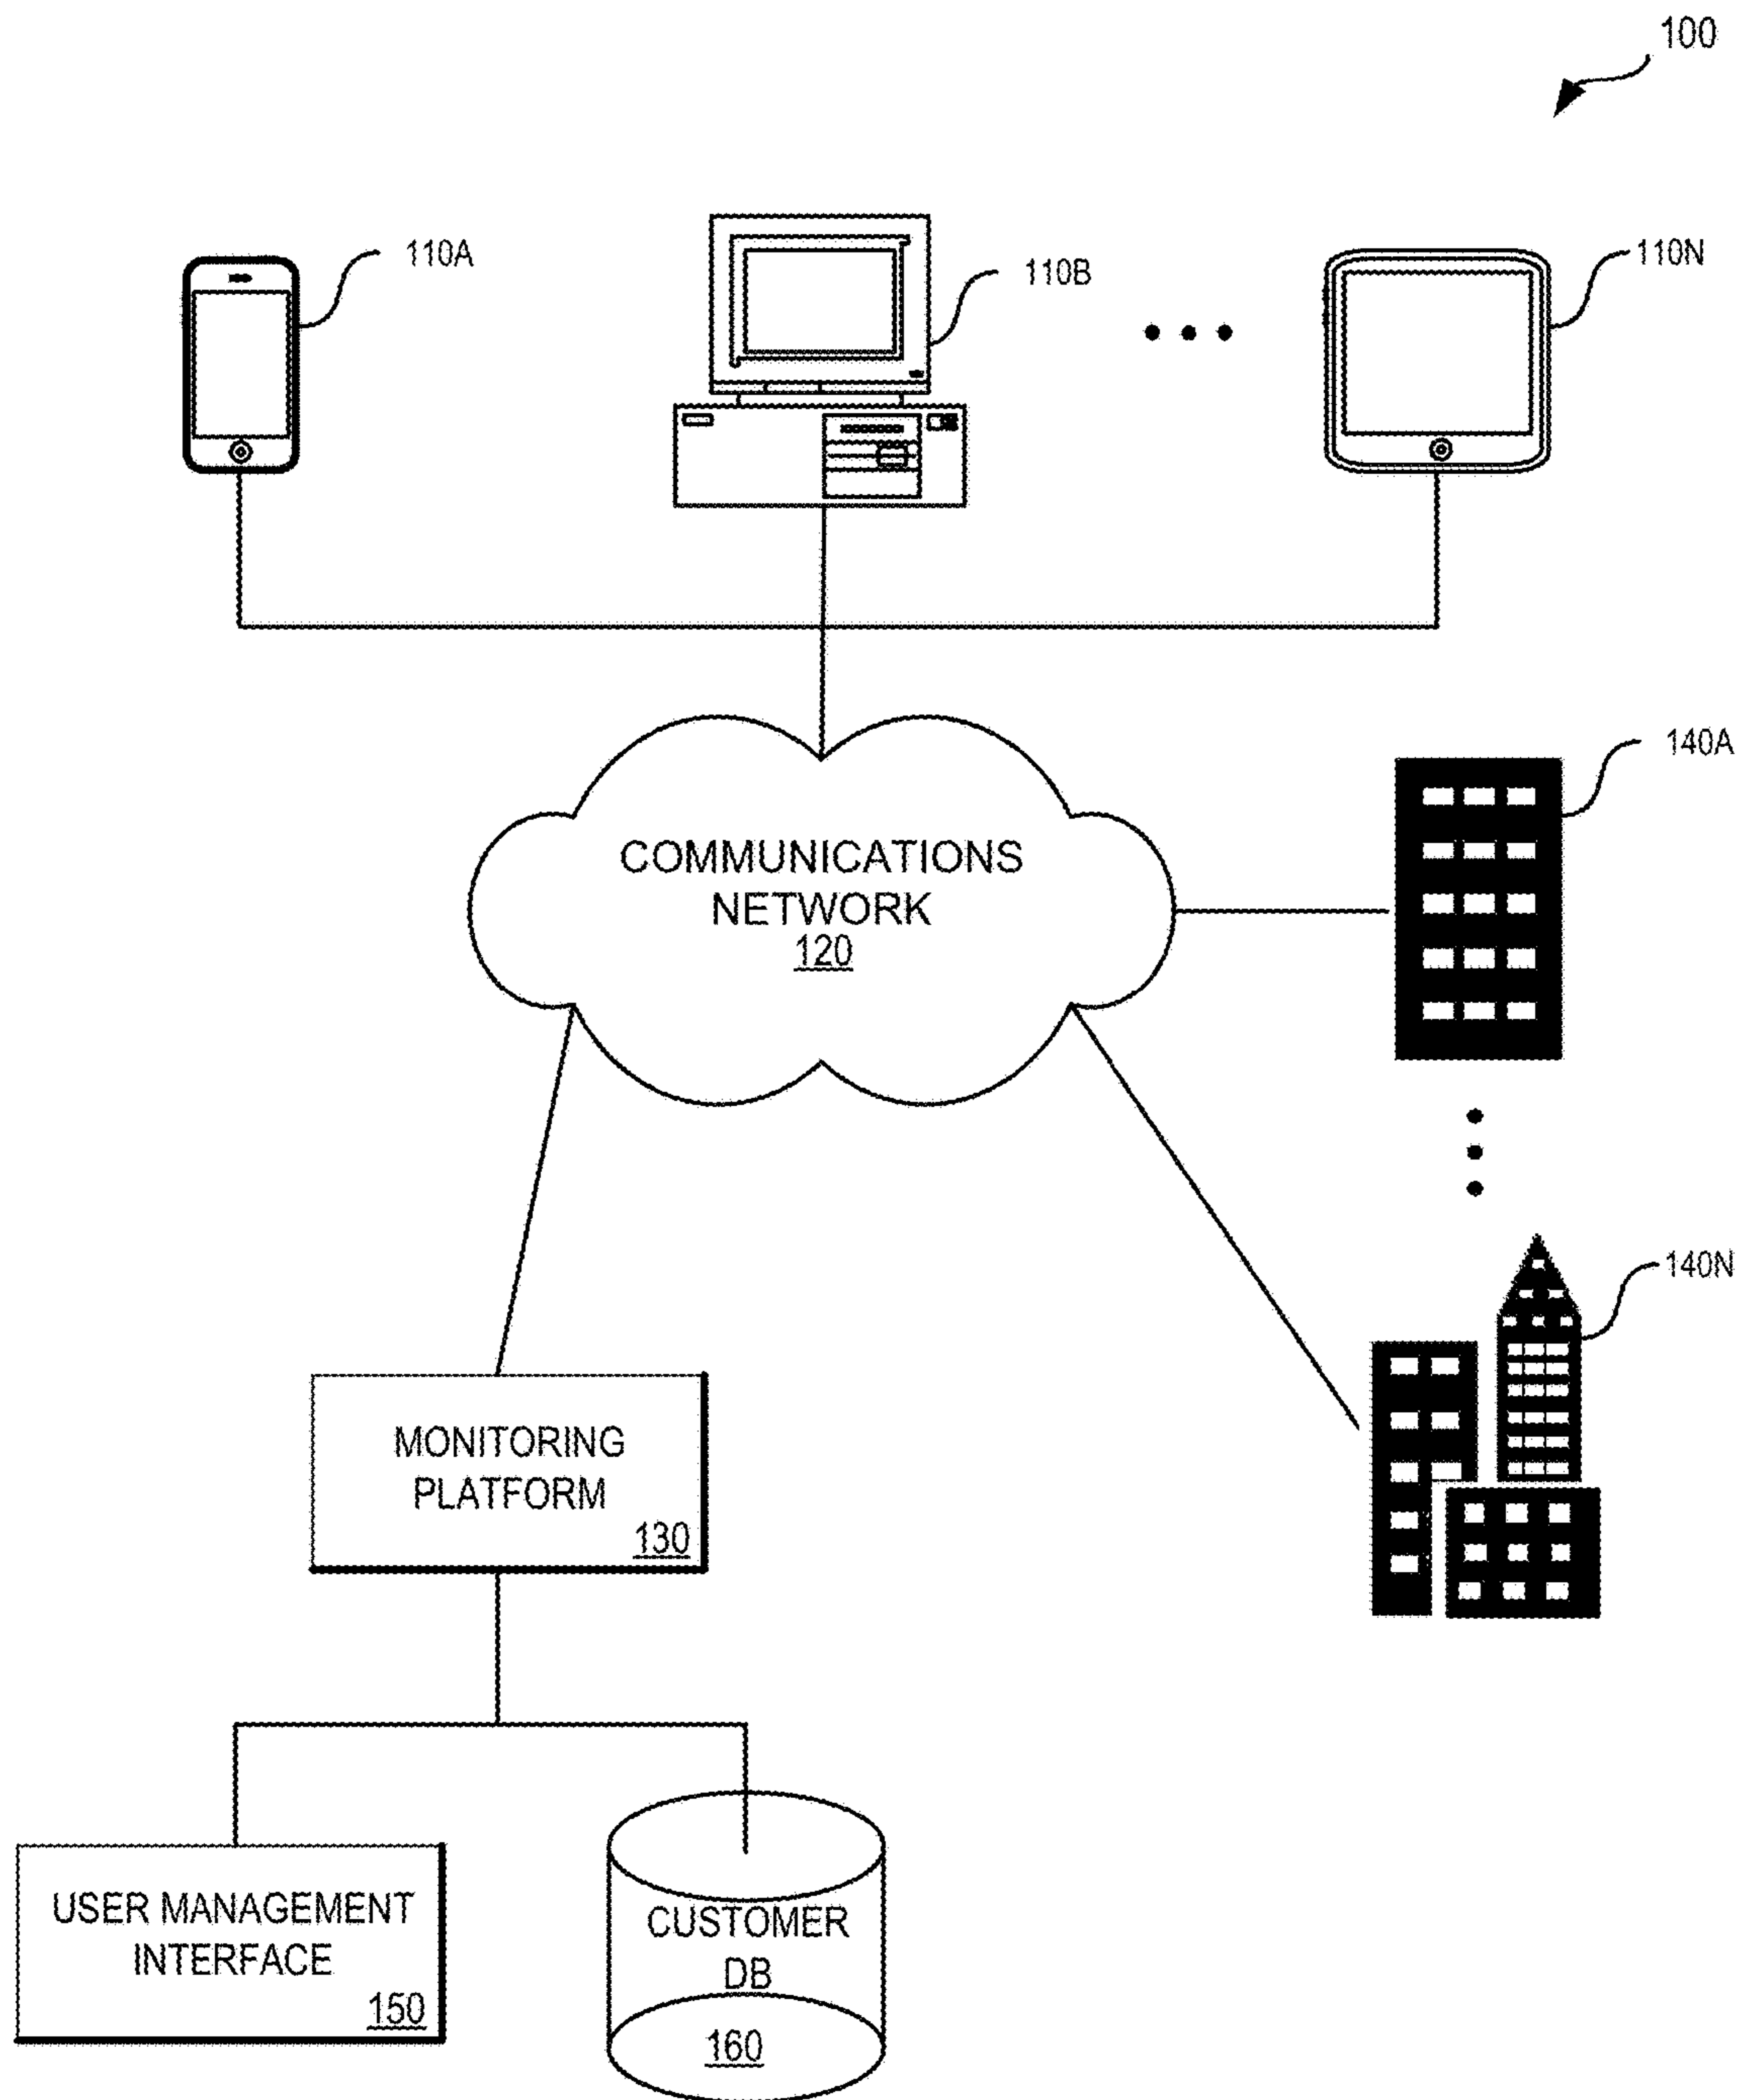 100
110A
110B
110N
COMMUNICATIONS
NETWORK
120
140A
140N
MONITORING
PLATFORM
130
USER MANAGEMENT
INTERFACE
150
CUSTOMER
DB
160